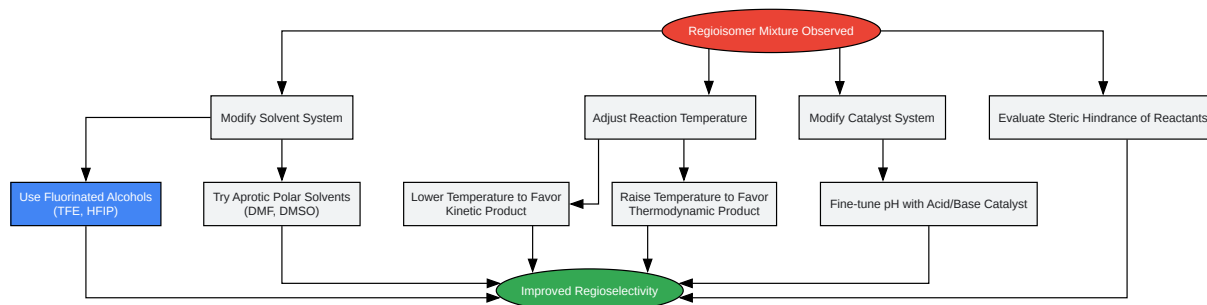 Regioisomer Mixture Observed
Modify Solvent System
Adjust Reaction Temperature
Modify Catalyst System
Evaluate Steric Hindrance of Reactants
Use Fluorinated Alcohols
(TFE, HFIP)
Try Aprotic Polar Solvents
(DMF, DMSO)
Lower Temperature to Favor
Kinetic Product
Raise Temperature to Favor
Thermodynamic Product
Fine-tune pH with Acid/Base Catalyst
Improved Regioselectivity